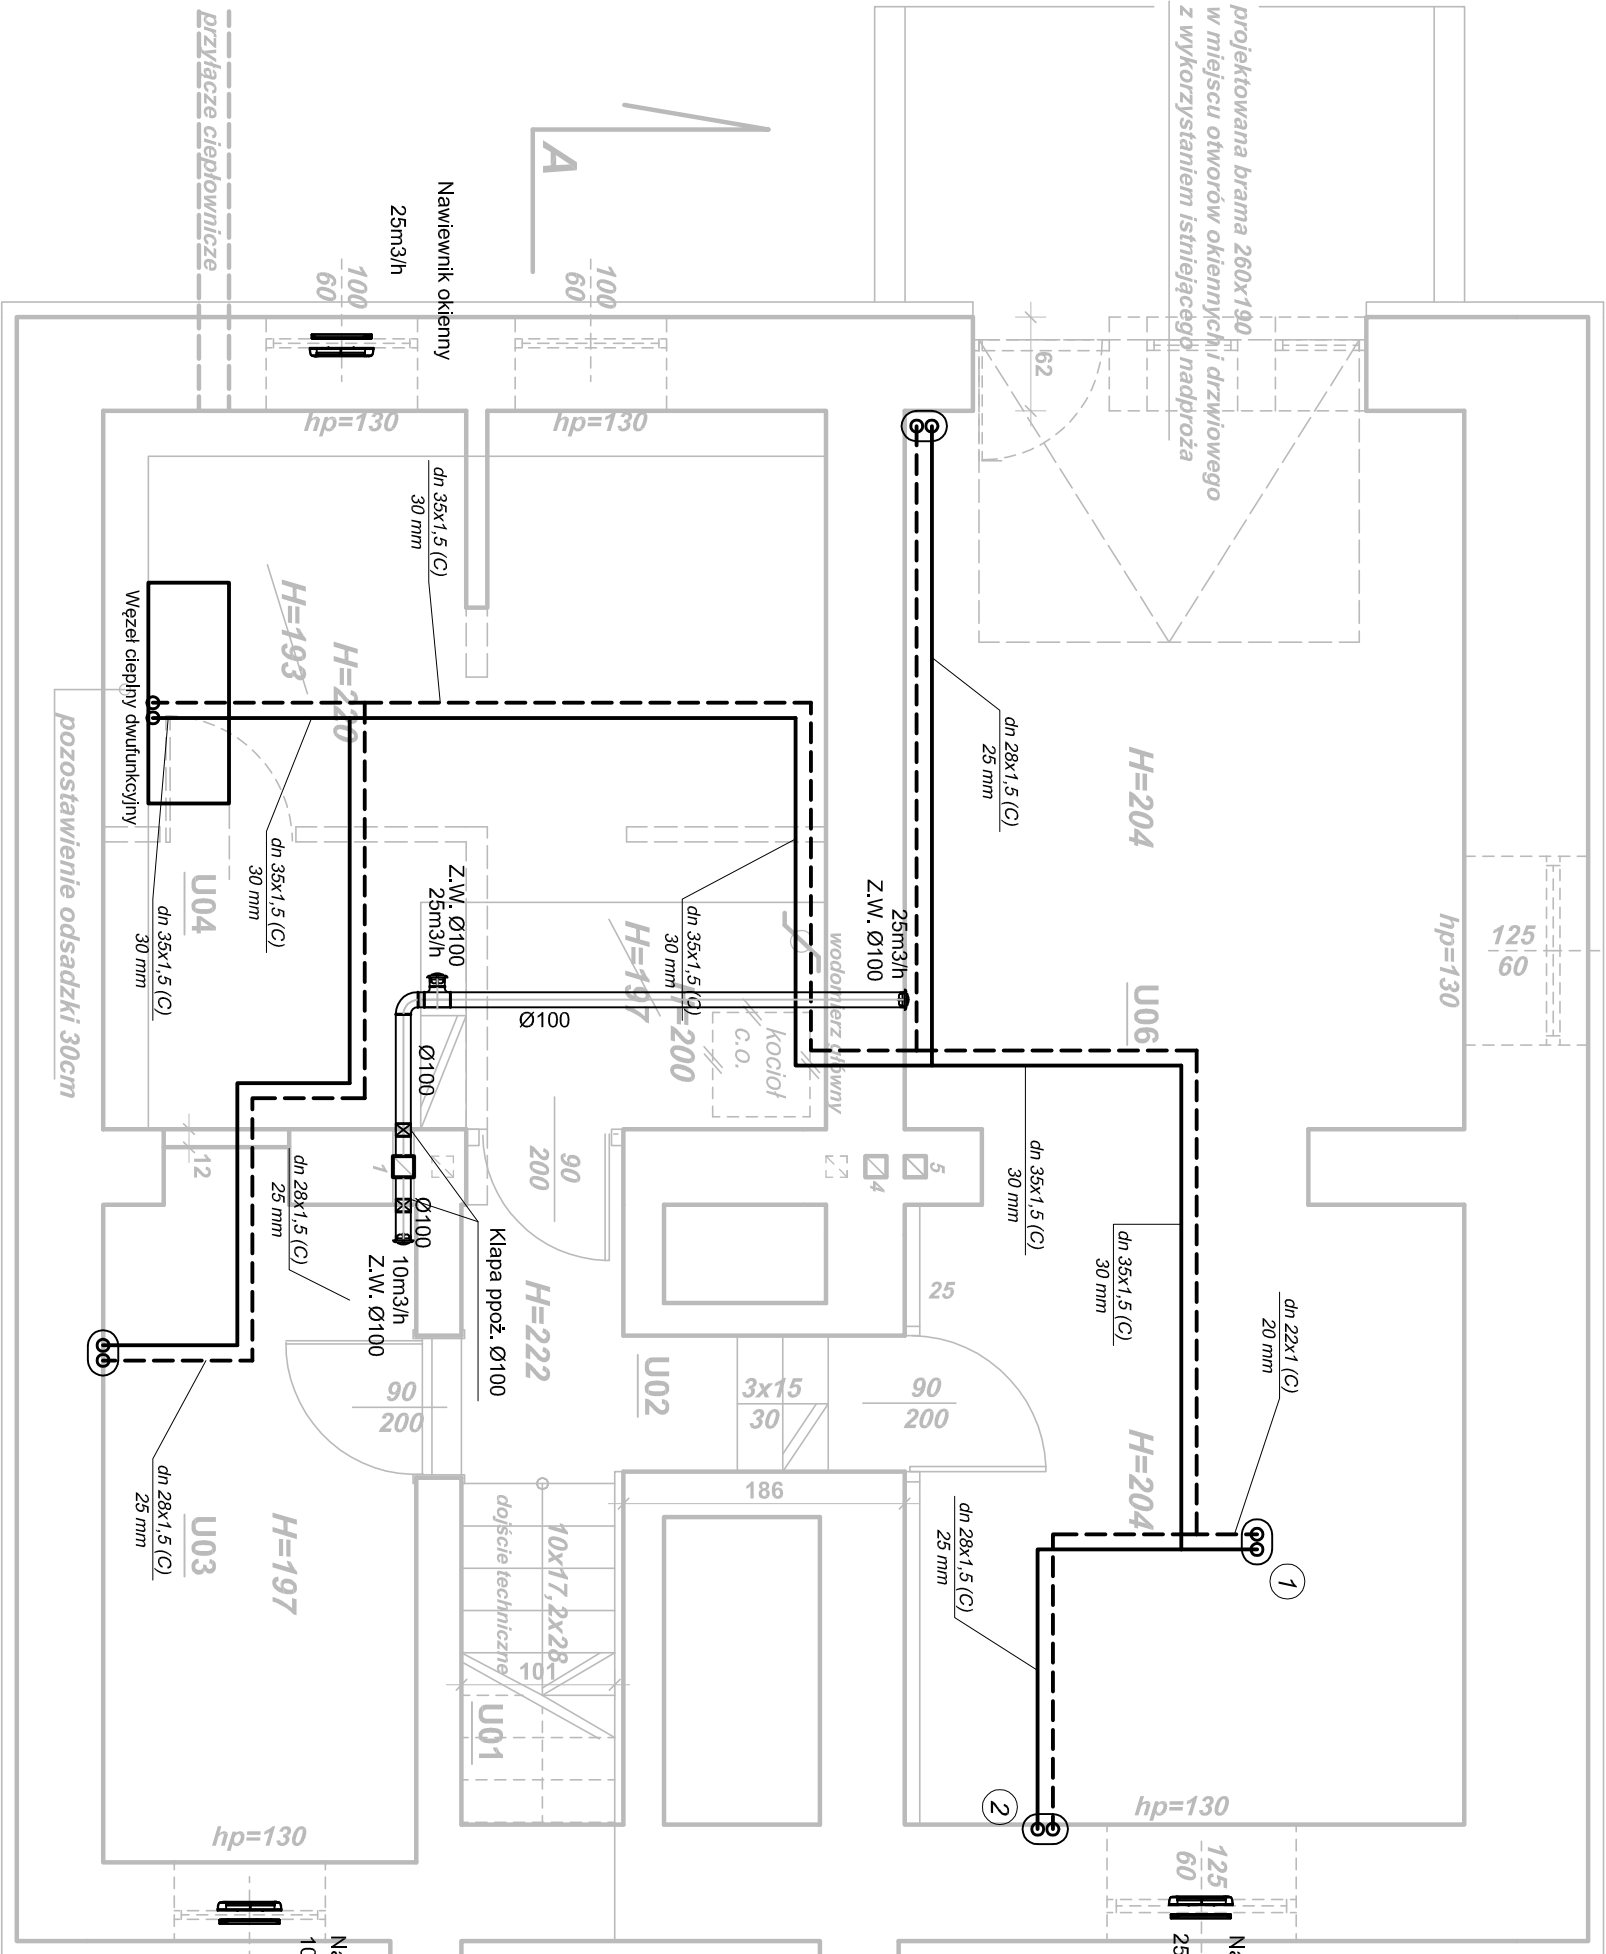 projektowana brama 260x190
w miejscu otworów okiennych i drzwiowego
z wykorzystaniem istniejącego nadproża
przyłącze ciepłownicze
A
Nawiewnik okienny
25m3/h
100
60
100
60
62
hp=130
hp=130
dn 35x1,5 (C)
30 mm
H=193
H=220
Węzeł cieplny dwufunkcyjny
pozostawienie odsadzki 30cm
U04
dn 35x1,5 (C)
30 mm
dn 35x1,5 (C)
30 mm
Z.W. Ø100
25m3/h
dn 35x1,5 (C)
30 mm
H=197
H=200
kocioł
c.o.
wodomierz główny
25m3/h
Z.W. Ø100
Ø100
Ø100
dn 28x1,5 (C)
25 mm
H=204
U06
hp=130
125
60
12
1
90
200
4
5
dn 28x1,5 (C)
25 mm
Ø100
10m3/h
Z.W. Ø100
Klapa ppoż. Ø100
H=222
U02
25
dn 35x1,5 (C)
30 mm
dn 35x1,5 (C)
30 mm
dn 22x1 (C)
20 mm
90
200
3x15
30
90
200
186
H=204
dn 28x1,5 (C)
25 mm
1
2
dn 28x1,5 (C)
25 mm
U03
H=197
dojście techniczne
10x17,2x28
101
U01
hp=130
hp=130
125
60
Na
10
Na
25